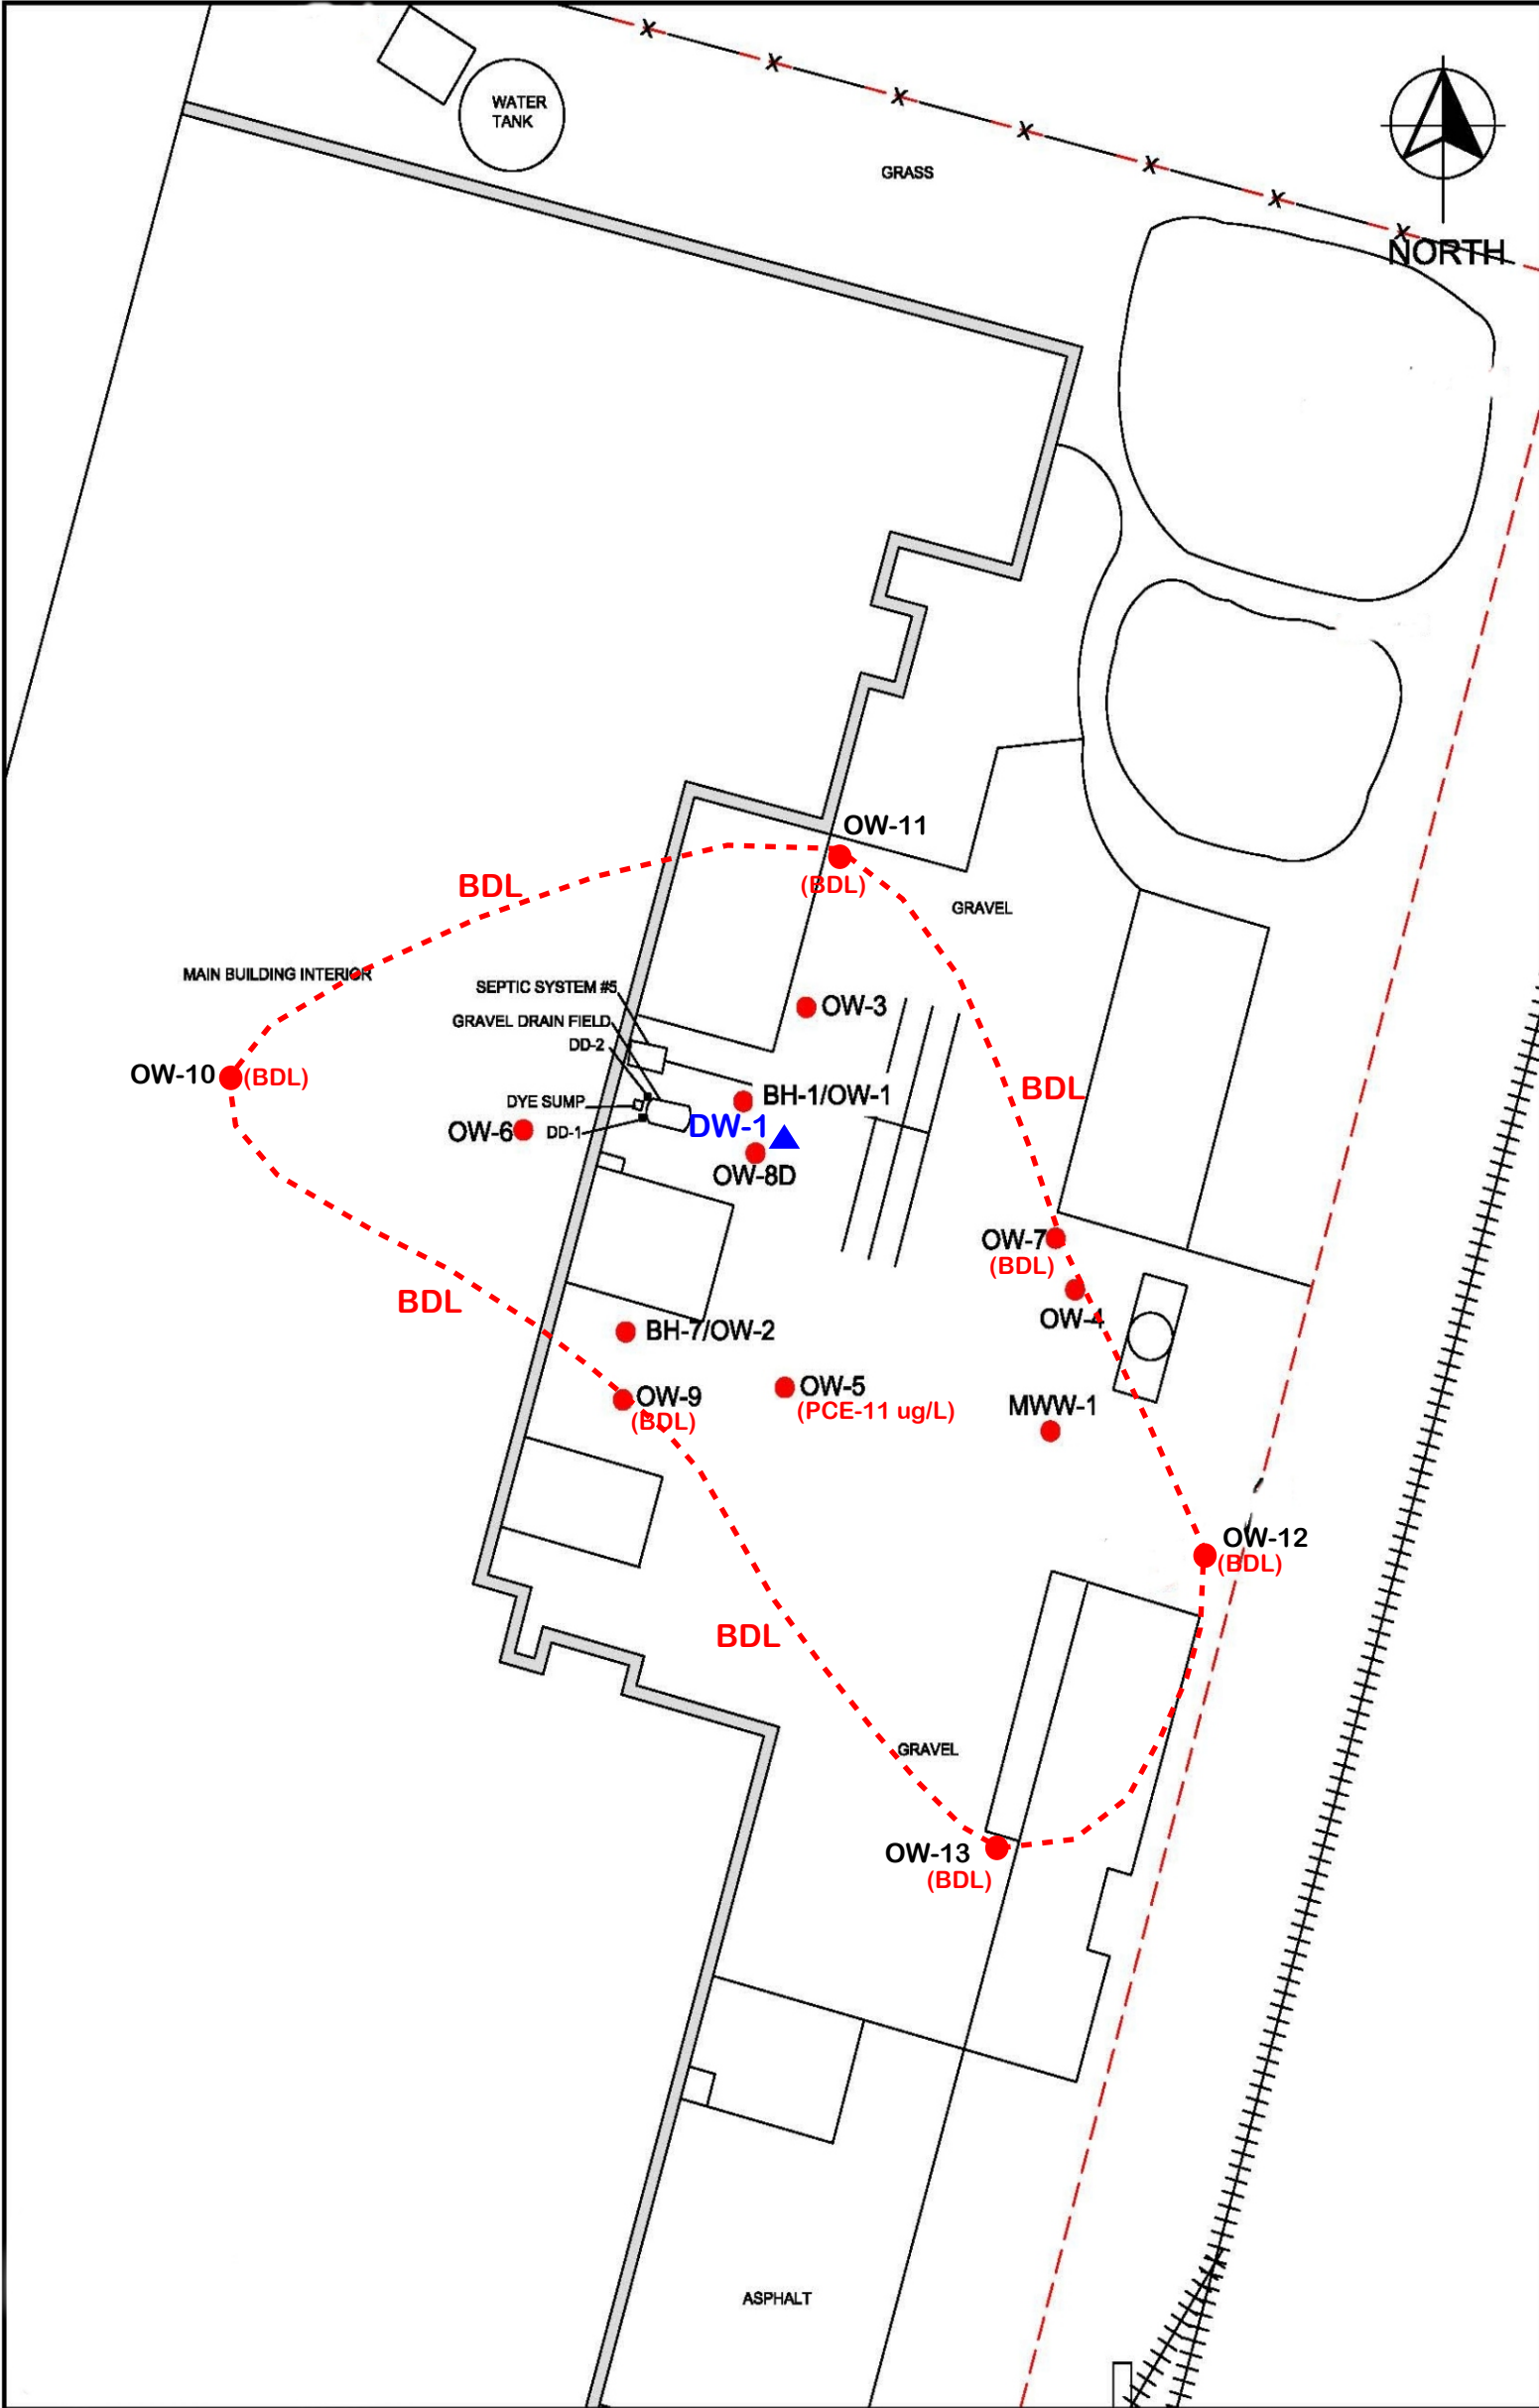 WATER
TANK
GRASS
NORTH
OW-11
(BDL)
BDL
GRAVEL
MAIN BUILDING INTERIOR
SEPTIC SYSTEM #5
OW-3
GRAVEL DRAIN FIELD
DD-2
OW-10
(BDL)
BDL
BH-1/OW-1
DYE SUMP
DW-1
OW-6
DD-1
OW-8D
OW-7
(BDL)
BDL
OW-4
BH-7/OW-2
OW-5
(PCE-11 ug/L)
OW-9
(BDL)
MWW-1
OW-12
(BDL)
BDL
GRAVEL
OW-13
(BDL)
ASPHALT